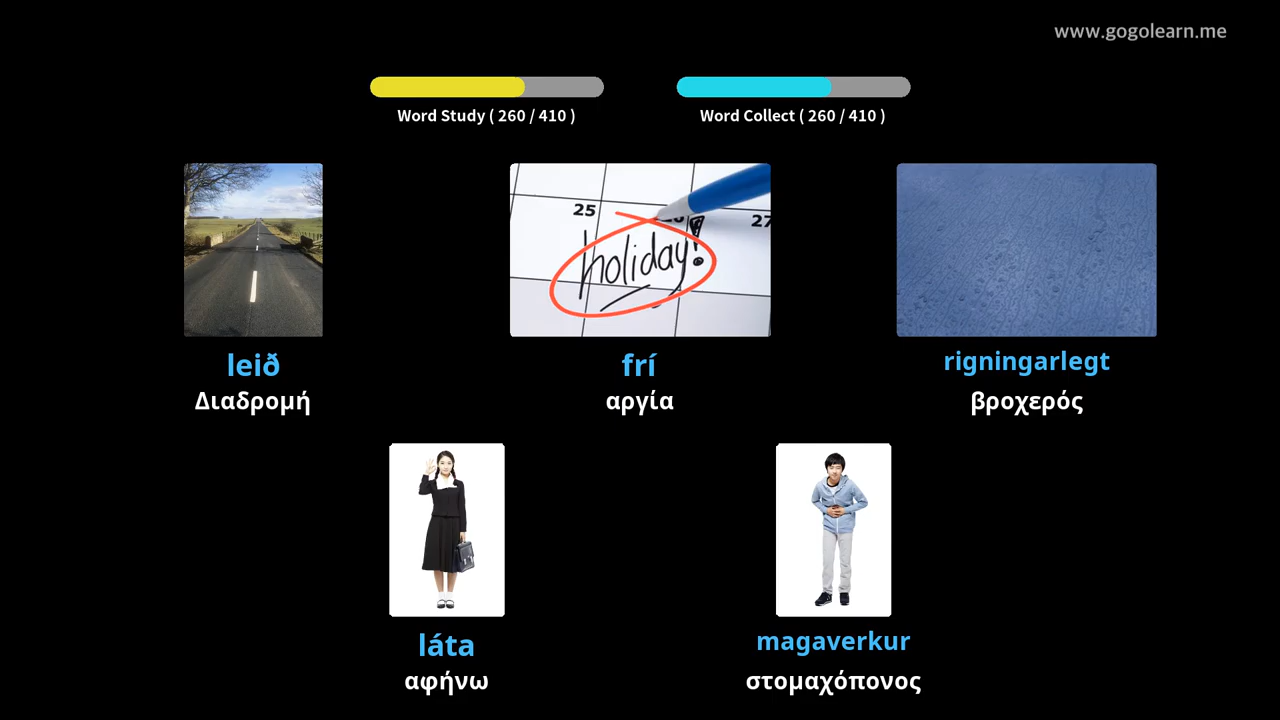 www.gogolearn.me
Word Study ( 260 / 410 )
Word Collect ( 260 / 410 )
25
27
holiday!
leið
Διαδρομή
frí
αργία
rigningarlegt
βροχερός
láta
αφήνω
magaverkur
στομαχόπονος